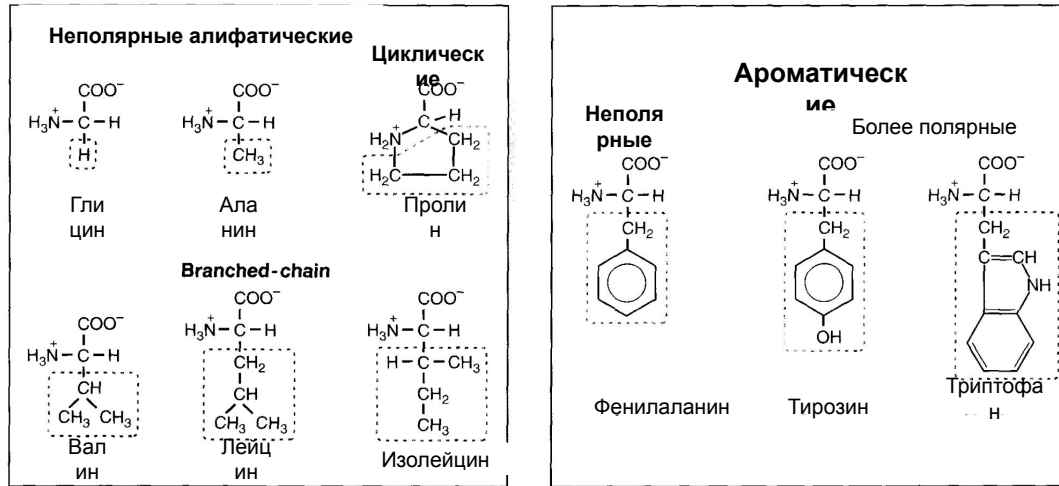 Неполярные алифатические
Циклическ
ие
COO⁻
H₃N⁺–C–H
H
Гли
цин
COO⁻
H₃N⁺–C–H
CH₃
Ала
нин
COO⁻
C H
H₂N⁺ CH₂
H₂C CH₂
Проли
н
Branched-chain
COO⁻
H₃N⁺–C–H
CH
CH₃ CH₃
Вал
ин
COO⁻
H₃N⁺–C–H
CH₂
CH
CH₃ CH₃
Лейц
ин
COO⁻
H₃N⁺–C–H
H–C–CH₃
CH₂
CH₃
Изолейцин
Ароматическ
ие
Неполя
рные
Более полярные
COO⁻
H₃N⁺–C–H
CH₂
Фенилаланин
COO⁻
H₃N⁺–C–H
CH₂
OH
Тирозин
COO⁻
H₃N⁺–C–H
CH₂
C=CH
NH
Триптофа
н